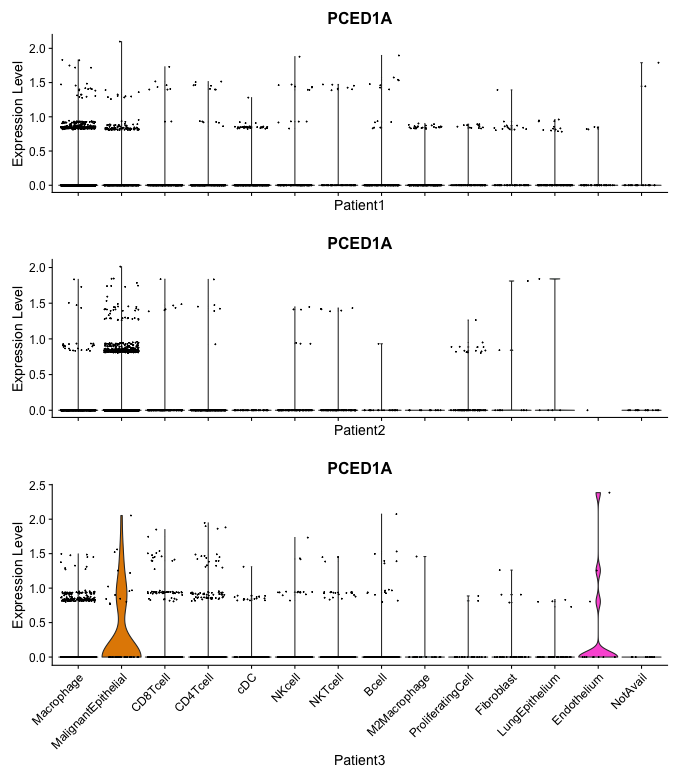 PCED1A
Expression Level
2.0
1.5
1.0
0.5
0.0
Patient1
PCED1A
Expression Level
2.0
1.5
1.0
0.5
0.0
Patient2
PCED1A
Expression Level
2.5
2.0
1.5
1.0
0.5
0.0
Macrophage
MalignantEpithelial
CD8Tcell
CD4Tcell
cDC
NKcell
NKTcell
Bcell
M2Macrophage
ProliferatingCell
Fibroblast
LungEpithelium
Endothelium
NotAvail
Patient3